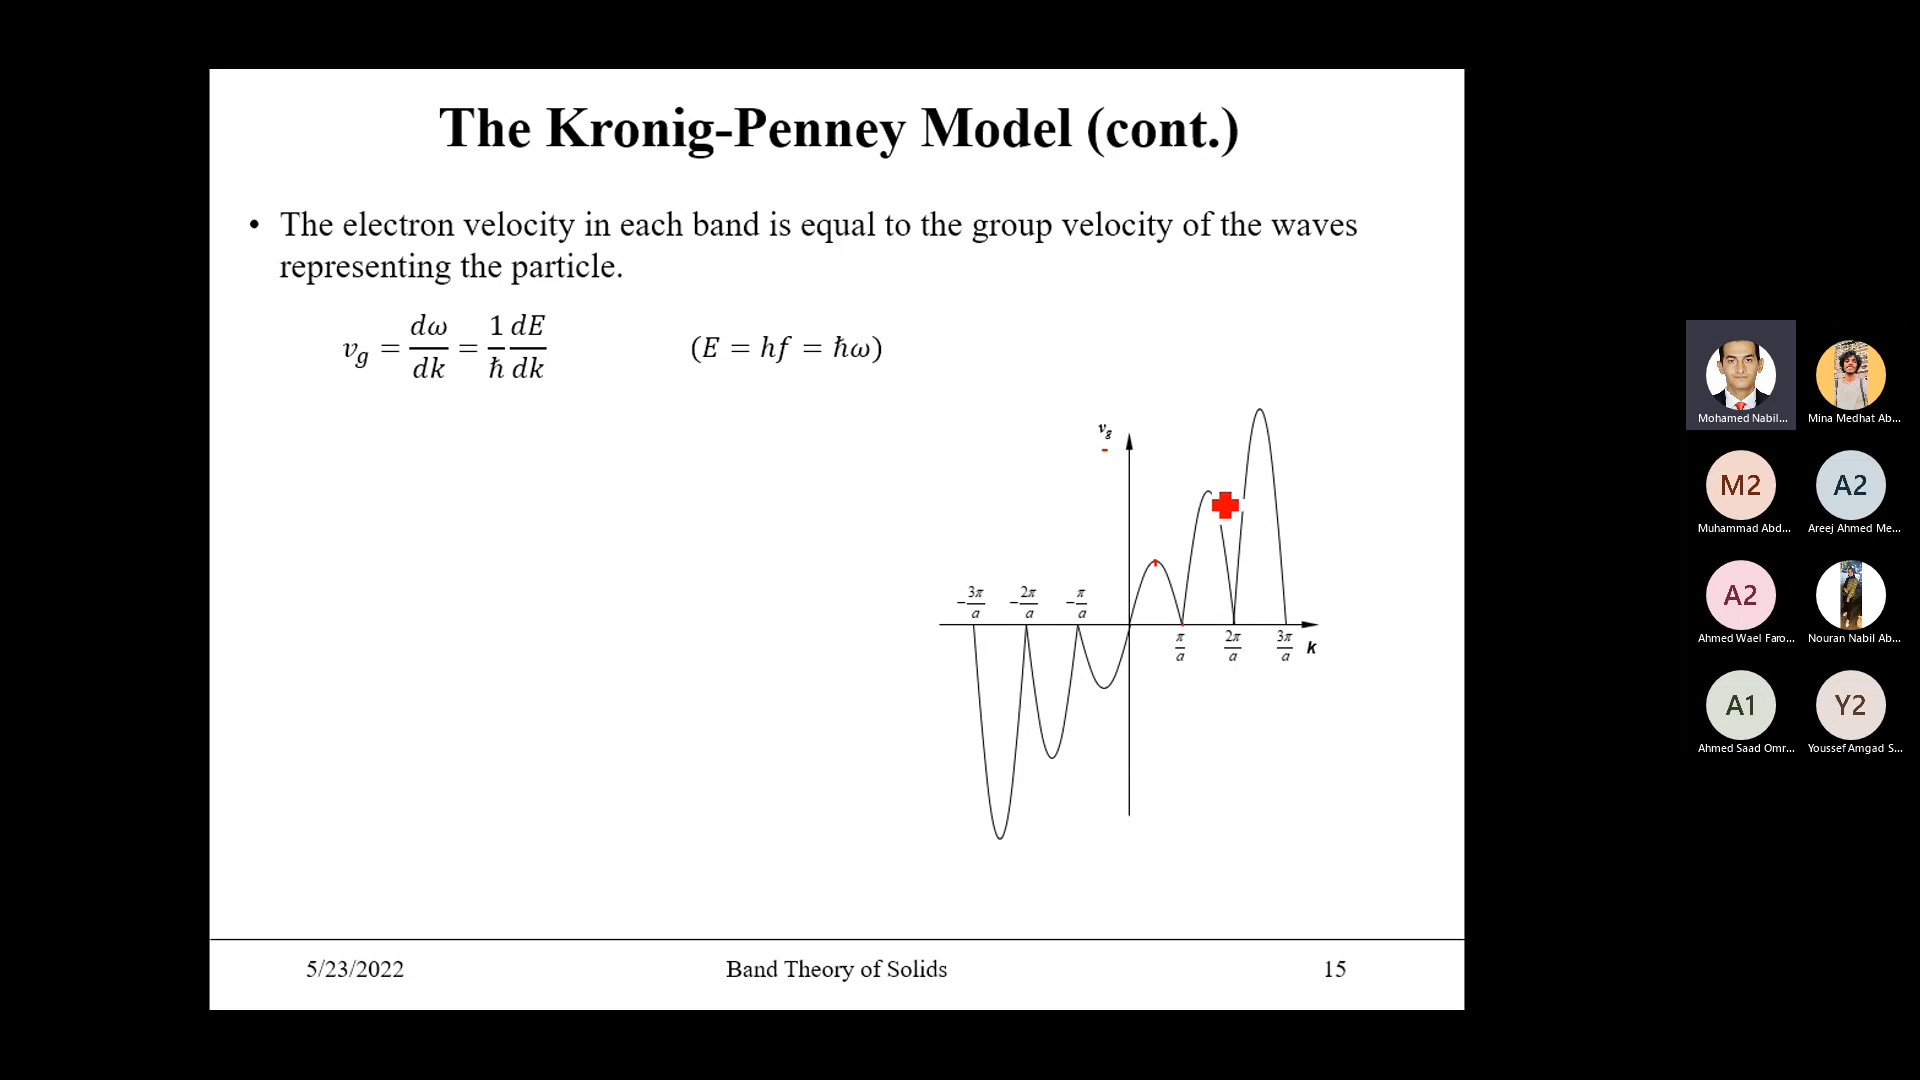 The Kronig-Penney Model (cont.)
• The electron velocity in each band is equal to the group velocity of the waves
representing the particle.
v_g = dω/dk = 1/ħ dE/dk (E = hf = ħω)
v_g
-3π/a -2π/a -π/a
π/a 2π/a 3π/a k
5/23/2022 Band Theory of Solids 15
Mohamed Nabil...
Mina Medhat Ab...
M2
Muhammad Abd...
A2
Areej Ahmed Me...
A2
Ahmed Wael Faro...
Nouran Nabil Ab...
A1
Ahmed Saad Omr...
Y2
Youssef Amgad S...